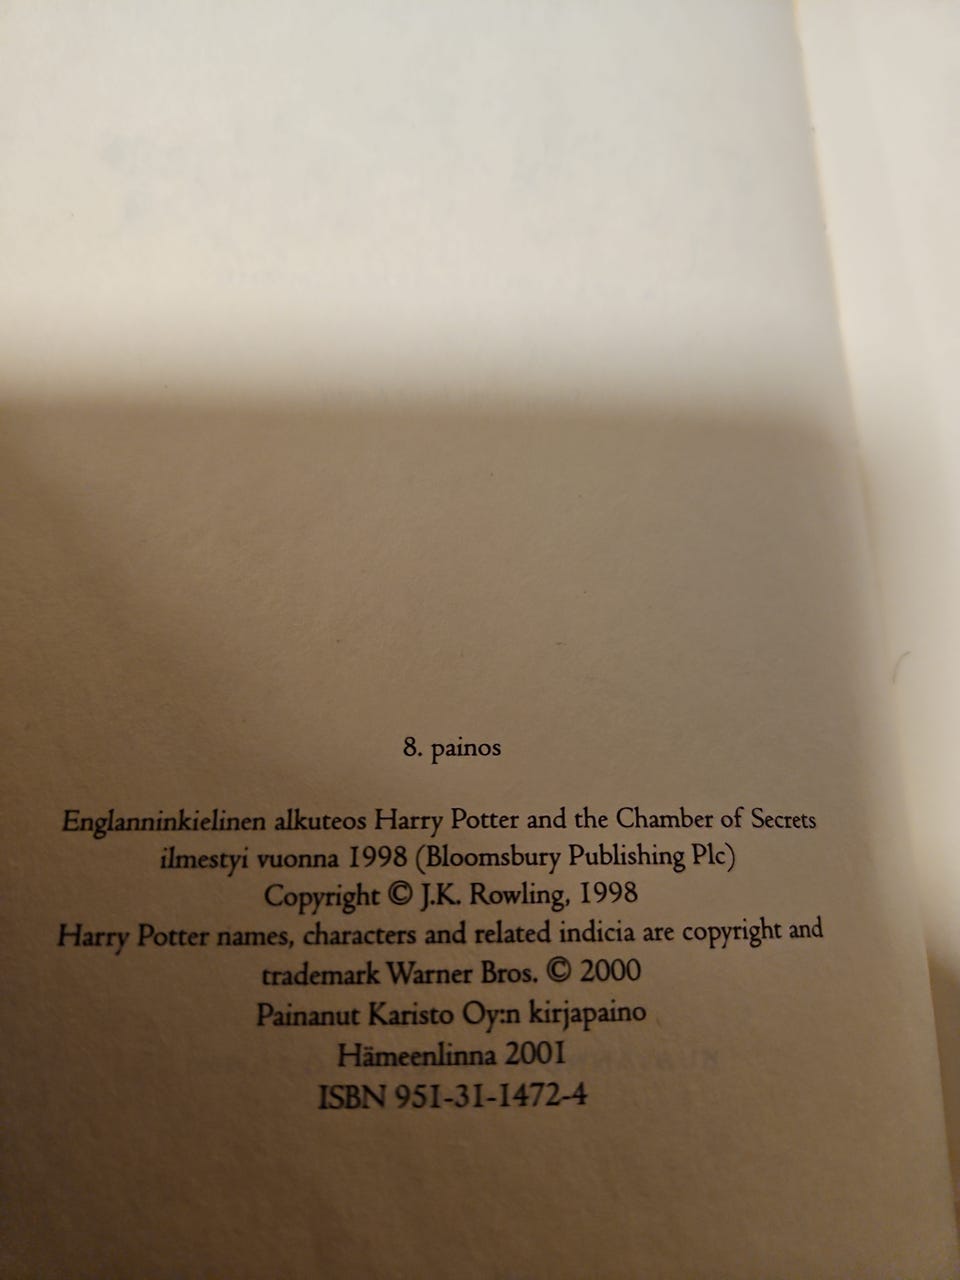 8. painos
Englanninkielinen alkuteos Harry Potter and the Chamber of Secrets
ilmestyi vuonna 1998 (Bloomsbury Publishing Plc)
Copyright © J.K. Rowling, 1998
Harry Potter names, characters and related indicia are copyright and
trademark Warner Bros. © 2000
Painanut Karisto Oy:n kirjapaino
Hämeenlinna 2001
ISBN 951-31-1472-4